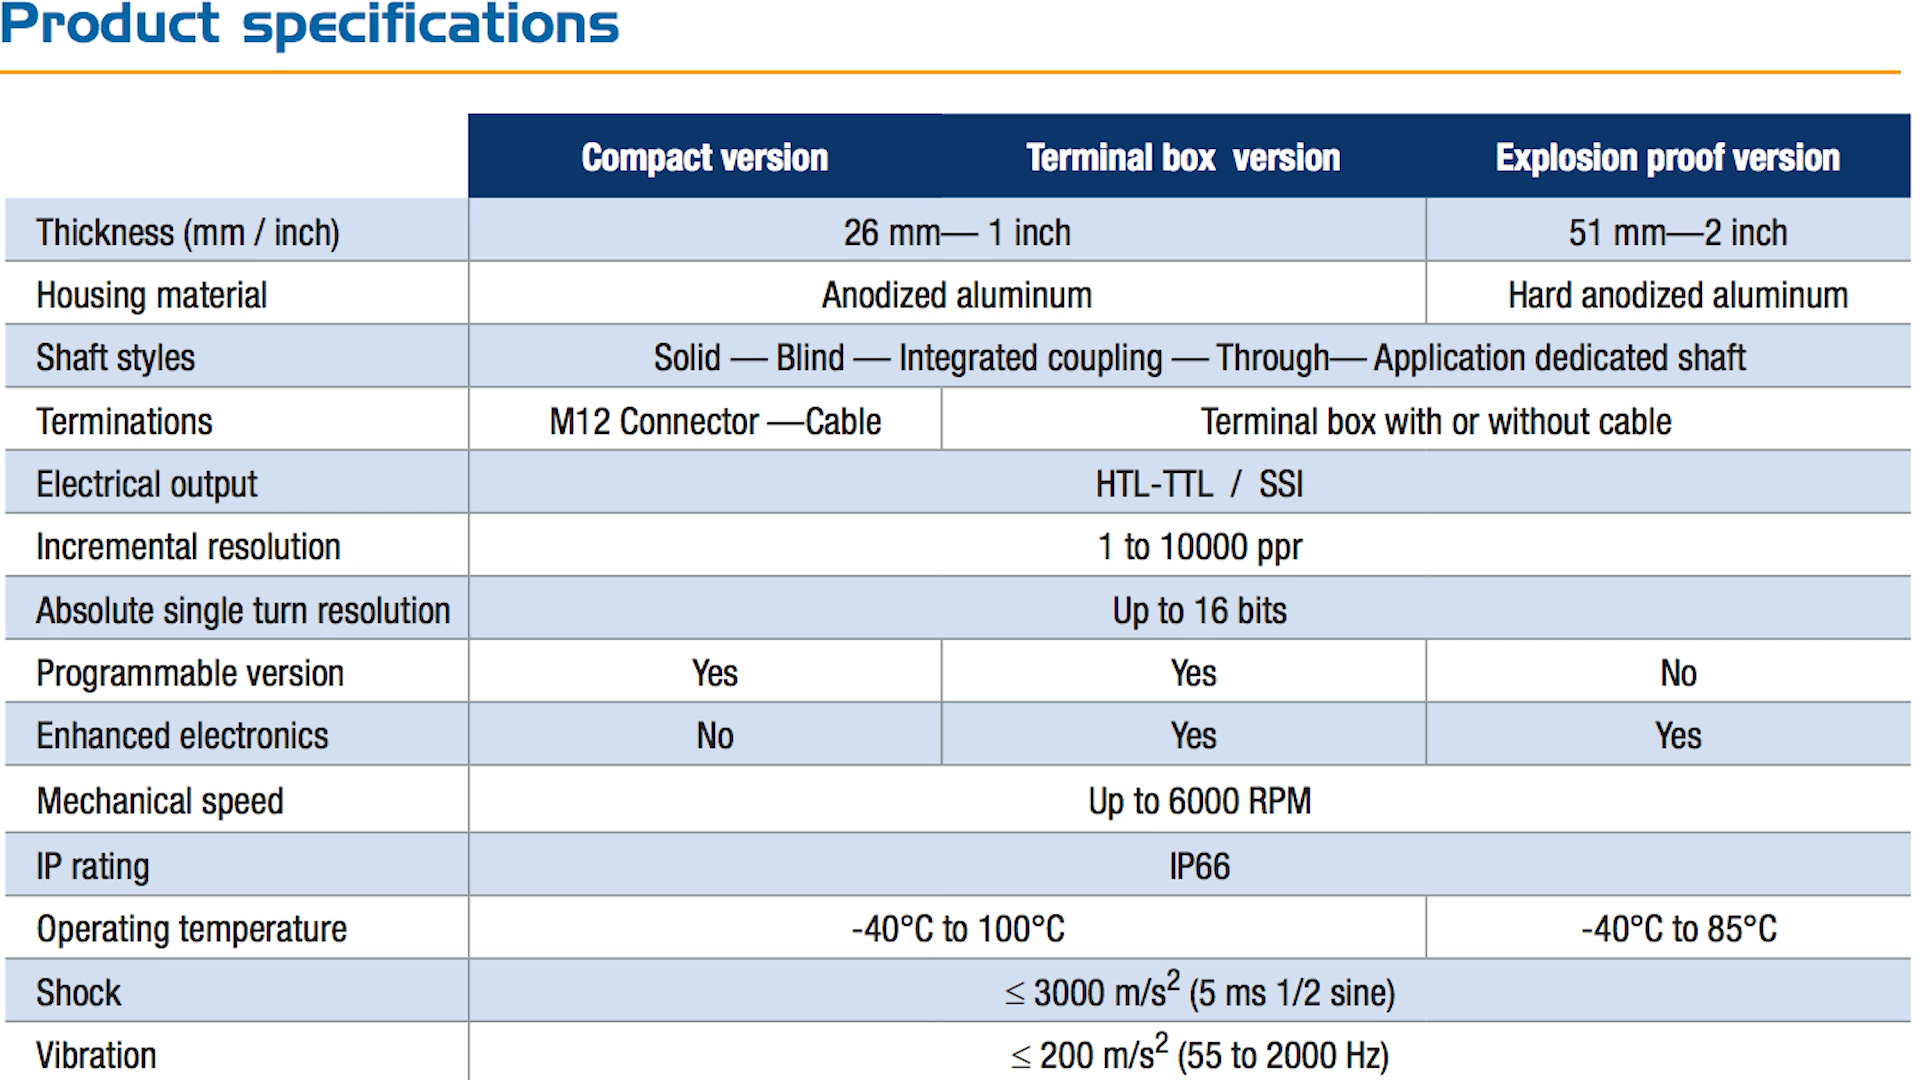 Product specifications
Compact version Terminal box version Explosion proof version
Thickness (mm / inch) 26 mm— 1 inch 51 mm—2 inch
Housing material Anodized aluminum Hard anodized aluminum
Shaft styles Solid — Blind — Integrated coupling — Through— Application dedicated shaft
Terminations M12 Connector —Cable Terminal box with or without cable
Electrical output HTL-TTL / SSI
Incremental resolution 1 to 10000 ppr
Absolute single turn resolution Up to 16 bits
Programmable version Yes Yes No
Enhanced electronics No Yes Yes
Mechanical speed Up to 6000 RPM
IP rating IP66
Operating temperature -40°C to 100°C -40°C to 85°C
Shock ≤ 3000 m/s² (5 ms 1/2 sine)
Vibration ≤ 200 m/s² (55 to 2000 Hz)